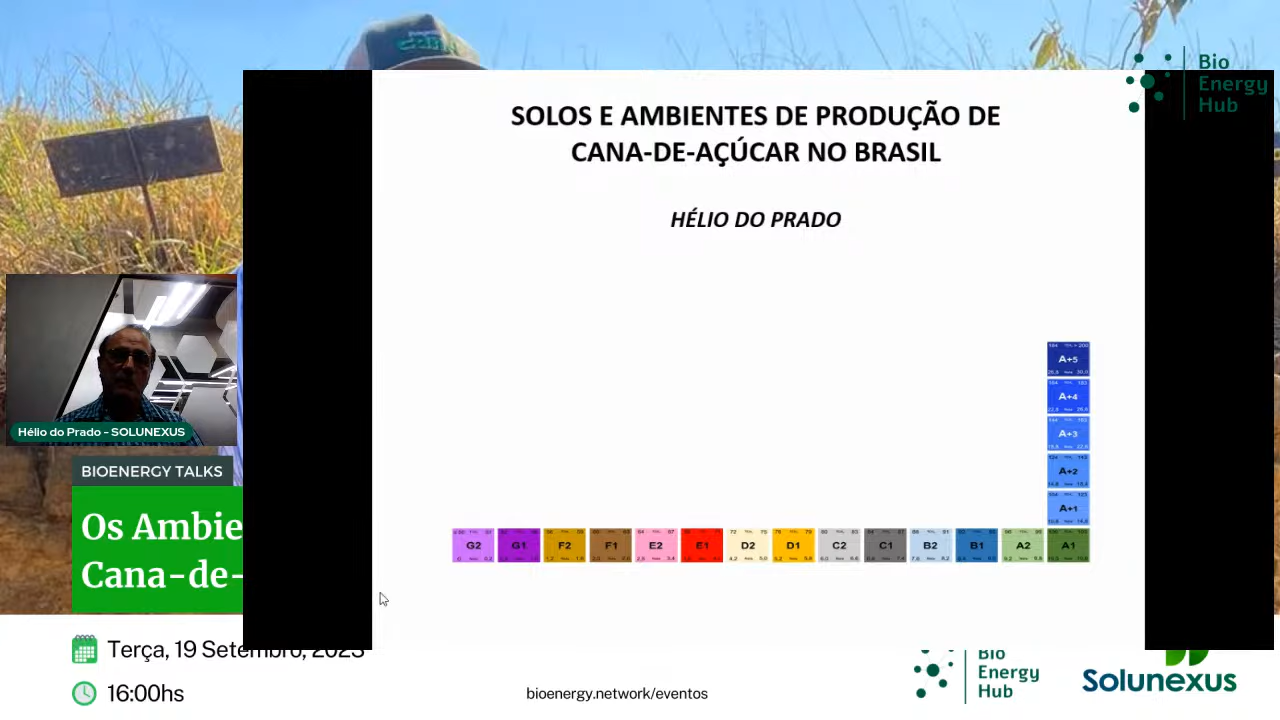 Bio
Energy
Hub
SOLOS E AMBIENTES DE PRODUÇÃO DE
CANA-DE-AÇÚCAR NO BRASIL
HÉLIO DO PRADO
A+5
A+4
A+3
A+2
A+1
G2 G1 F2 F1 E2 E1 D2 D1 C2 C1 B2 B1 A2 A1
Hélio do Prado - SOLUNEXUS
BIOENERGY TALKS
Os Ambie
Cana-de-
Terça, 19 Setembro, 2023
16:00hs
bioenergy.network/eventos
Bio
Energy
Hub
Solunexus